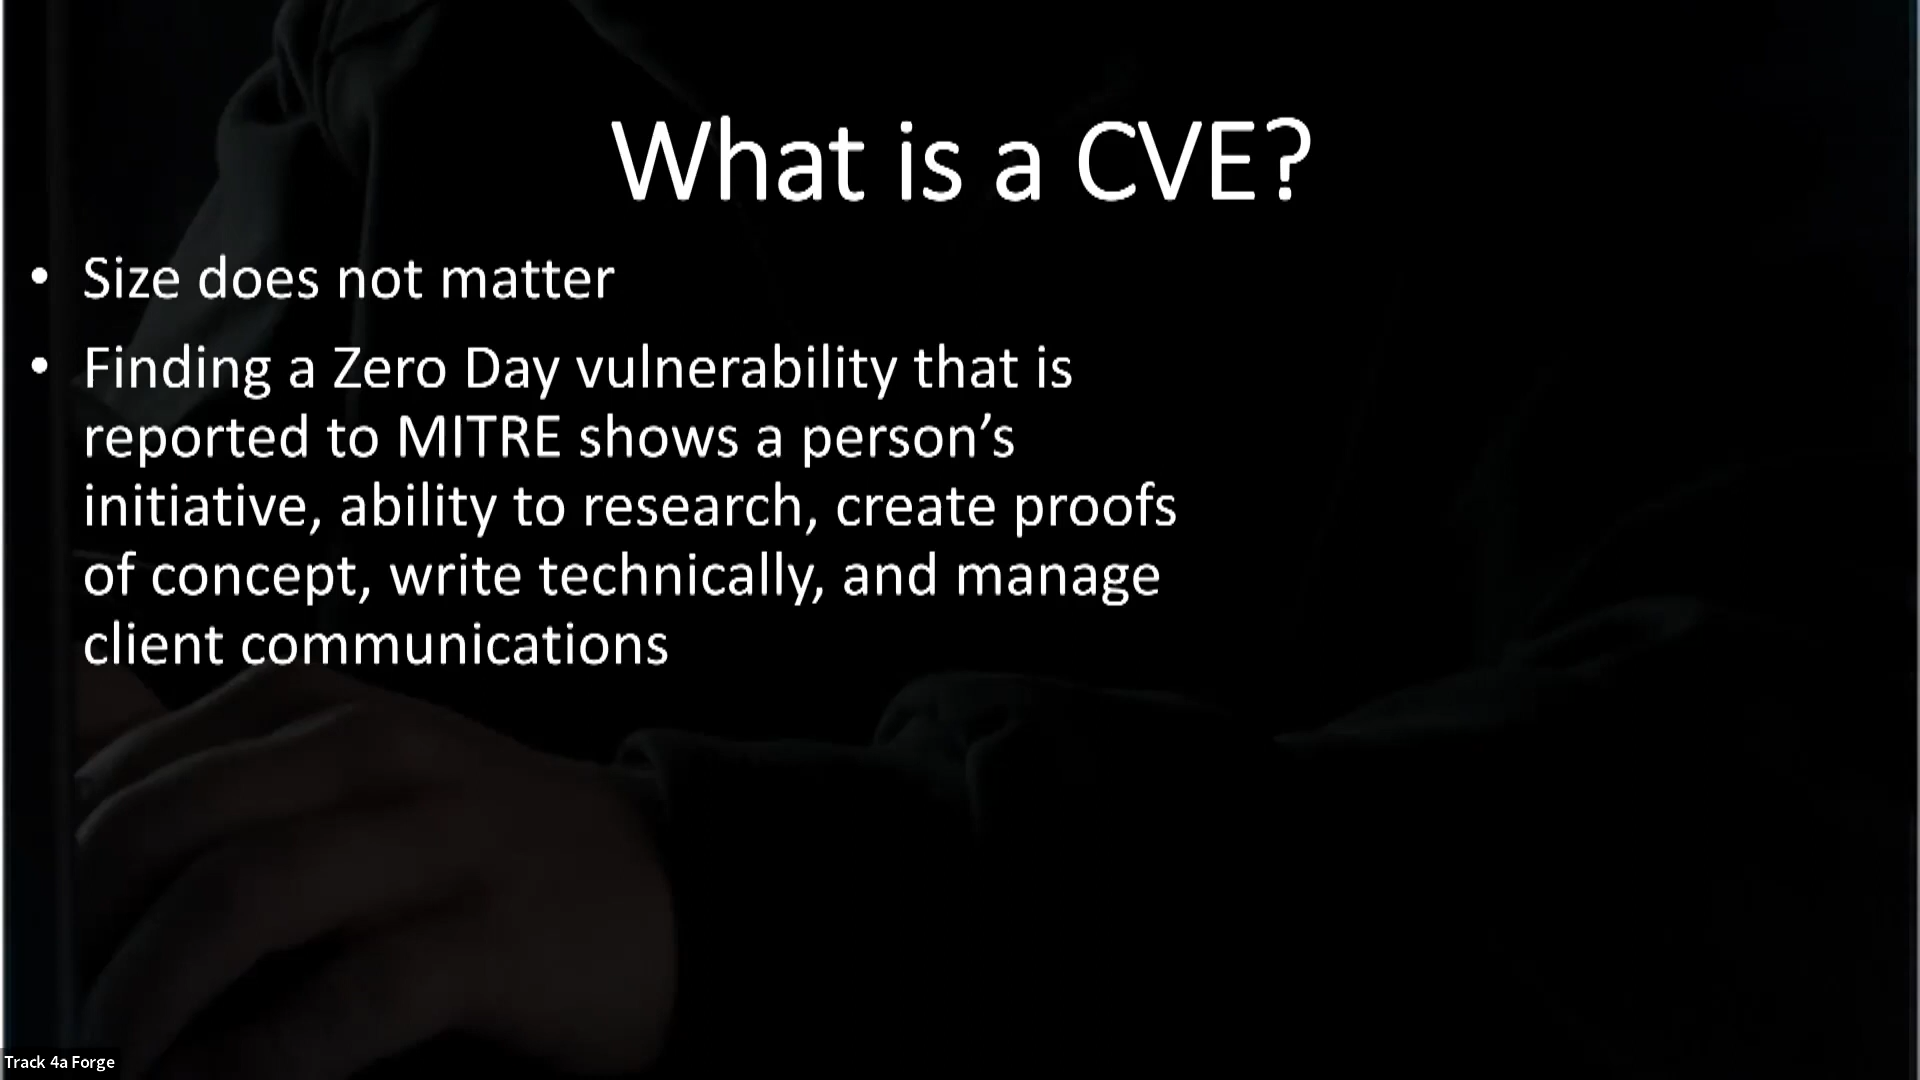 What is a CVE?
• Size does not matter
• Finding a Zero Day vulnerability that is
reported to MITRE shows a person’s
initiative, ability to research, create proofs
of concept, write technically, and manage
client communications
Track 4a Forge